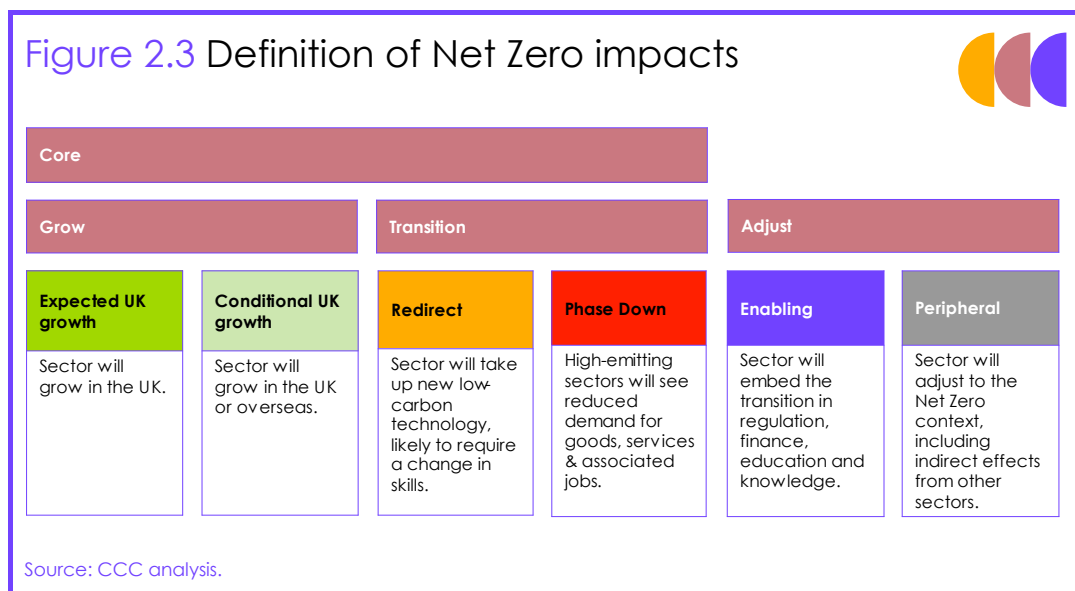 Figure 2.3 Definition of Net Zero impacts
Core
Grow
Transition
Adjust
Expected UK
growth
Conditional UK
growth
Redirect
Phase Down
Enabling
Peripheral
Sector will
grow in the UK.
Sector will
grow in the UK
or overseas.
Sector will take
up new low-
carbon
technology,
likely to require
a change in
skills.
High-emitting
sectors will see
reduced
demand for
goods, services
& associated
jobs.
Sector will
embed the
transition in
regulation,
finance,
education and
knowledge.
Sector will
adjust to the
Net Zero
context,
including
indirect effects
from other
sectors.
Source: CCC analysis.